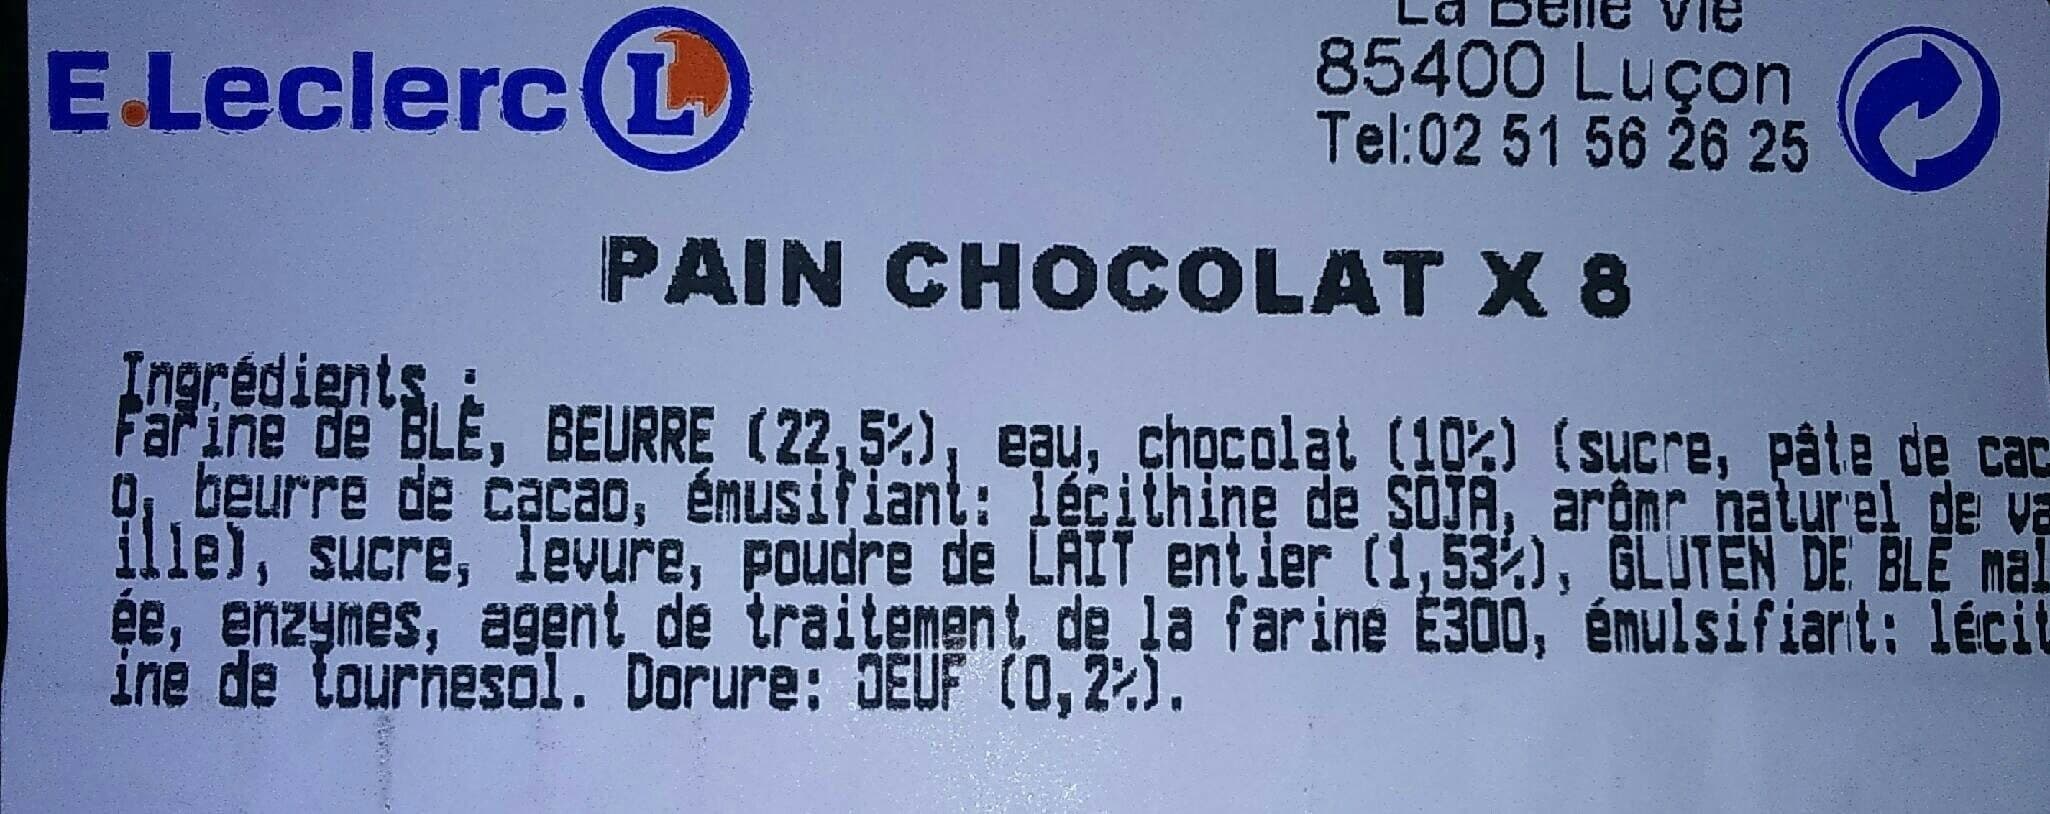 La Belle Vie
E.Leclerc L
85400 Luçon
Tel:02 51 56 26 25
PAIN CHOCOLAT X 8
Ingrédients :
Farine de BLÉ, BEURRE (22,5%), eau, chocolat (10%) (sucre, pâte de cac
o, beurre de cacao, émusifiant: lécithine de SOJA, arômr naturel de va
ille), sucre, levure, poudre de LAIT entier (1,53%), GLUTEN DE BLE mal
ée, enzymes, agent de traitement de la farine E300, émulsifiant: lécit
ine de tournesol. Dorure: OEUF (0,2%).